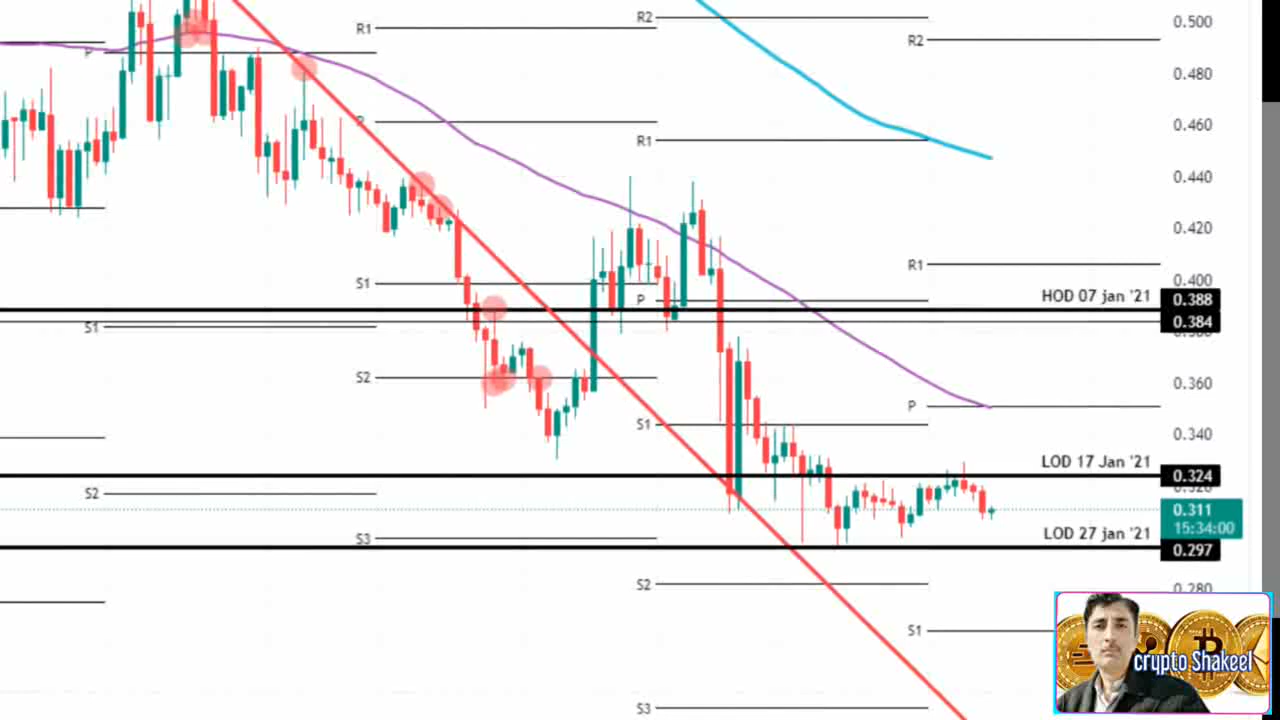 R2
0.500
R1
R2
P
0.480
P
0.460
R1
0.440
0.420
R1
0.400
S1
HOD 07 jan '21
0.388
P
0.384
S1
S2
0.360
P
S1
0.340
LOD 17 Jan '21
0.324
S2
0.311
15:34:00
LOD 27 jan '21
S3
0.297
S2
0.280
S1
crypto Shakeel
S3